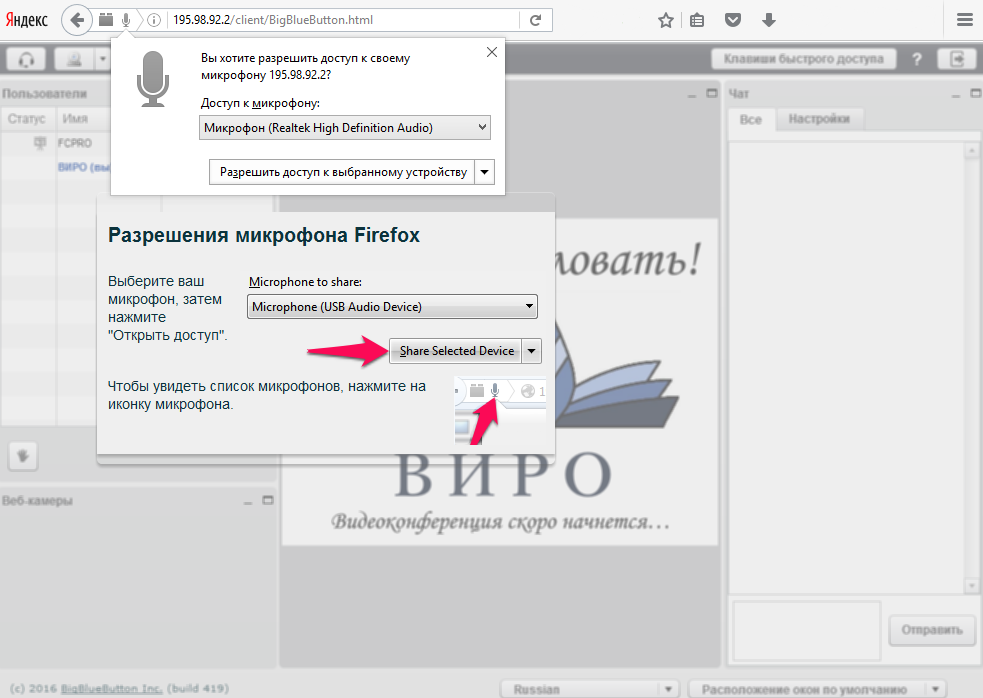 Яндекс
195.98.92.2/client/BigBlueButton.html
Вы хотите разрешить доступ к своему
микрофону 195.98.92.2?
Доступ к микрофону:
Микрофон (Realtek High Definition Audio)
Разрешить доступ к выбранному устройству
Клавиши быстрого доступа
?
Пользователи
Статус
Имя
FCPRO
ВИРО (вы
Чат
Все
Настройки
Разрешения микрофона Firefox
Выберите ваш
микрофон, затем
нажмите
"Открыть доступ".
Microphone to share:
Microphone (USB Audio Device)
Share Selected Device
Чтобы увидеть список микрофонов, нажмите на
иконку микрофона.
1
ловать!
ВИРО
Видеоконференция скоро начнется...
Веб-камеры
Отправить
(c) 2016 BigBlueButton Inc. (build 419)
Russian
Расположение окон по умолчанию